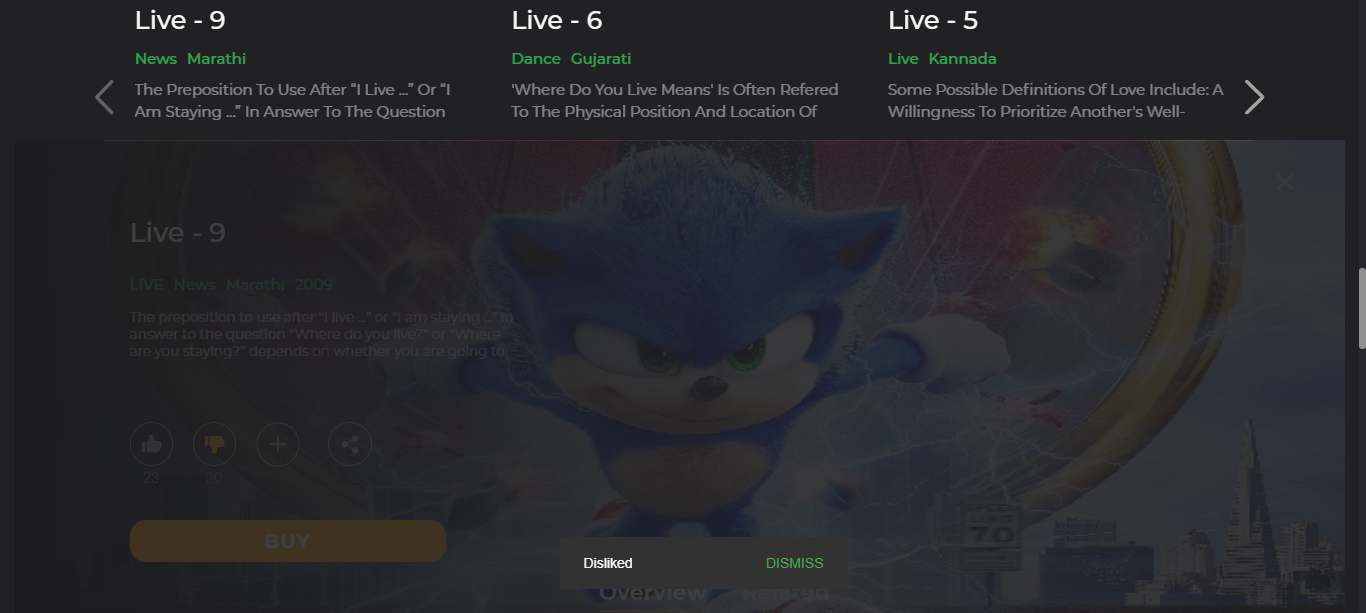 Live - 9
News Marathi
The Preposition To Use After “I Live ...” Or “I
Am Staying ...” In Answer To The Question
Live - 6
Dance Gujarati
'Where Do You Live Means' Is Often Refered
To The Physical Position And Location Of
Live - 5
Live Kannada
Some Possible Definitions Of Love Include: A
Willingness To Prioritize Another's Well-
Live - 9
LIVE News Marathi 2009
The preposition to use after “I live ...” or “I am staying ...” in
answer to the question “Where do you live?” or “Where
are you staying?” depends on whether you are going to
23 20
BUY
70
Disliked DISMISS
Overview Related